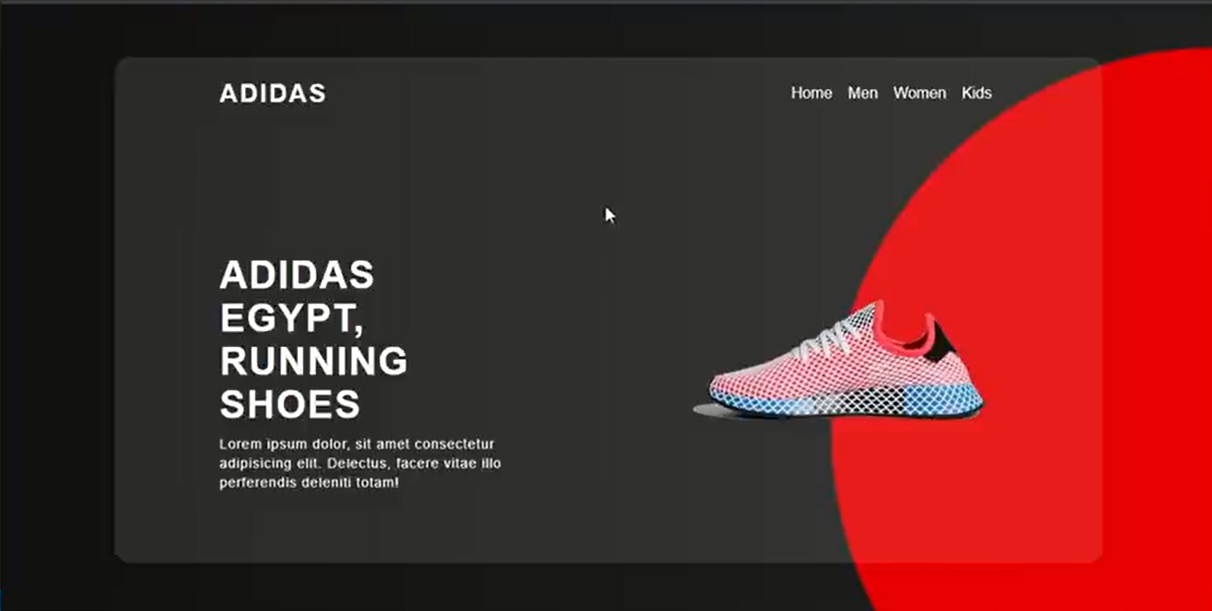 ADIDAS
Home Men Women Kids
ADIDAS
EGYPT,
RUNNING
SHOES
Lorem ipsum dolor, sit amet consectetur
adipisicing elit. Delectus, facere vitae illo
perferendis deleniti totam!